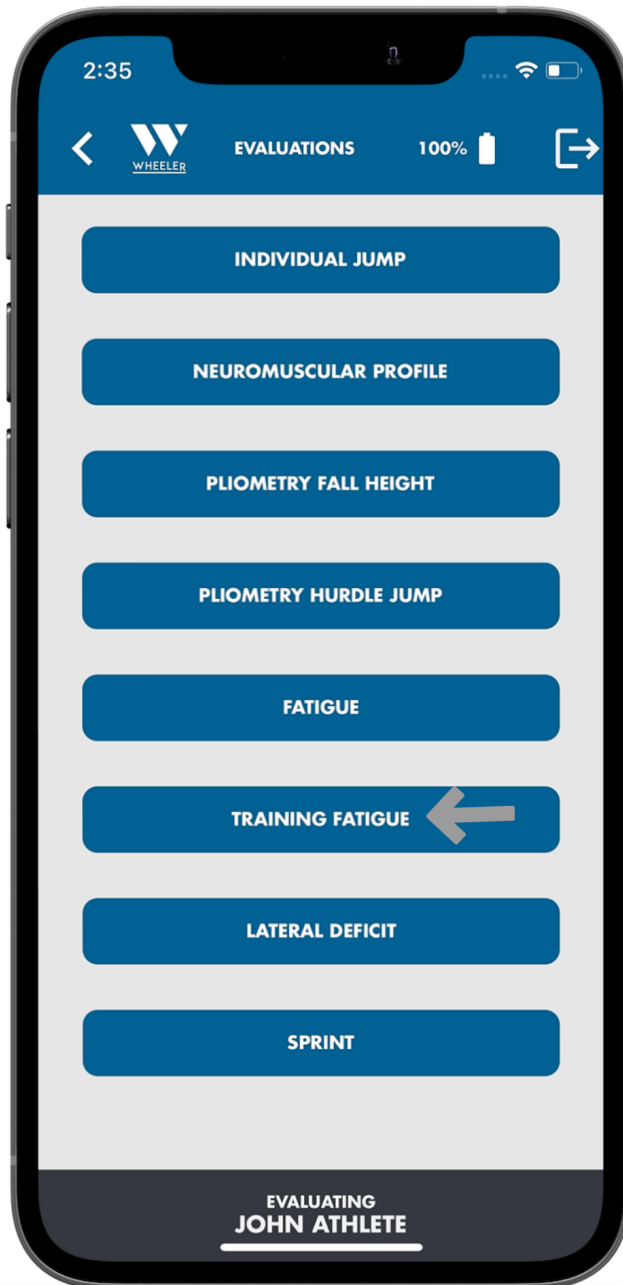 2:35
WHEELER
EVALUATIONS
100%
INDIVIDUAL JUMP
NEUROMUSCULAR PROFILE
PLIOMETRY FALL HEIGHT
PLIOMETRY HURDLE JUMP
FATIGUE
TRAINING FATIGUE
LATERAL DEFICIT
SPRINT
EVALUATING
JOHN ATHLETE